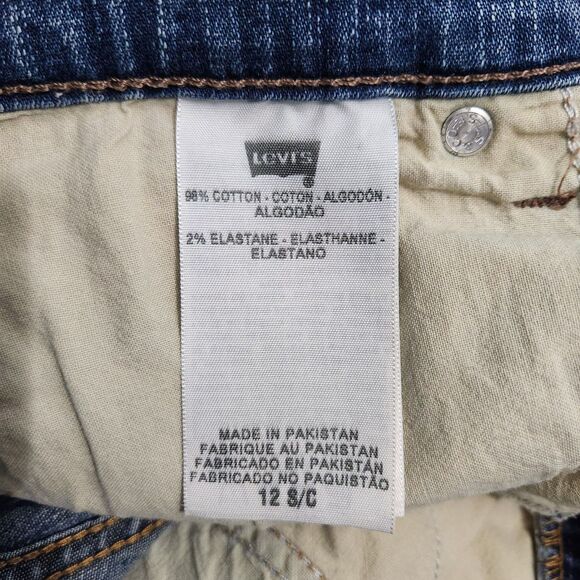 Levi's
98% COTTON - COTON - ALGODÓN -
ALGODÃO
2% ELASTANE - ELASTHANNE -
ELASTANO
MADE IN PAKISTAN
FABRIQUE AU PAKISTAN
FABRICADO EN PAKISTÁN
FABRICADO NO PAQUISTÃO
12 S/C